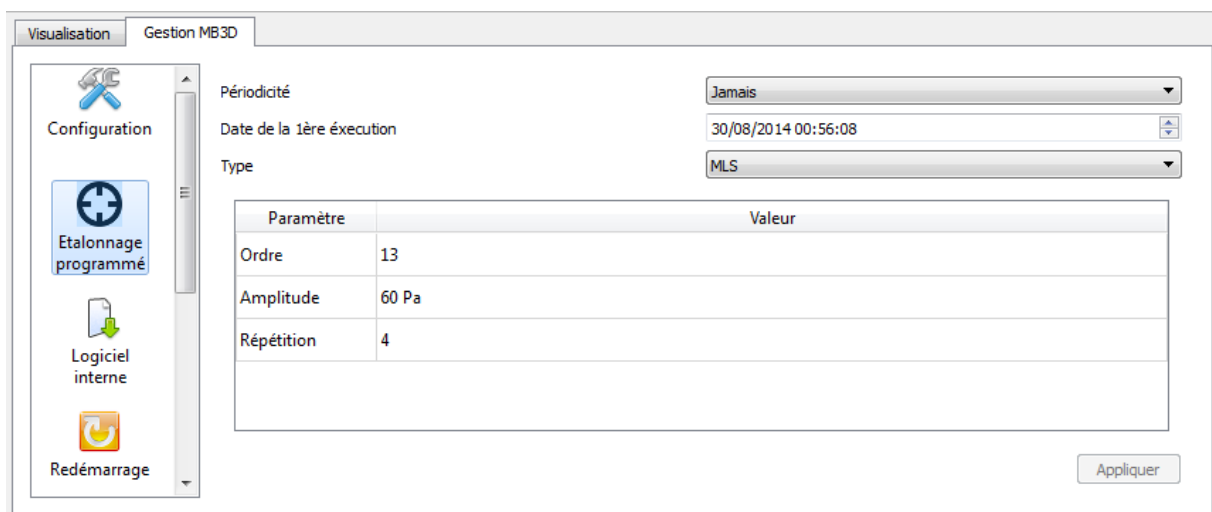 Visualisation Gestion MB3D
Configuration
Etalonnage
programmé
Logiciel
interne
Redémarrage
Périodicité Jamais
Date de la 1ère éxecution 30/08/2014 00:56:08
Type MLS
Paramètre Valeur
Ordre 13
Amplitude 60 Pa
Répétition 4
Appliquer